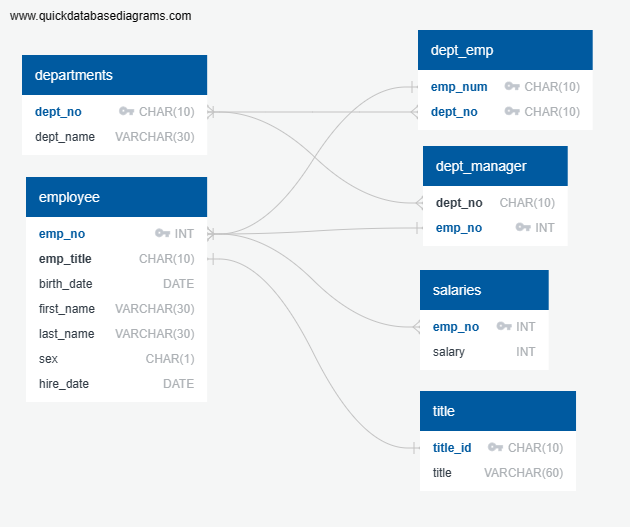 www.quickdatabasediagrams.com
departments
dept_no CHAR(10)
dept_name VARCHAR(30)
employee
emp_no INT
emp_title CHAR(10)
birth_date DATE
first_name VARCHAR(30)
last_name VARCHAR(30)
sex CHAR(1)
hire_date DATE
dept_emp
emp_num CHAR(10)
dept_no CHAR(10)
dept_manager
dept_no CHAR(10)
emp_no INT
salaries
emp_no INT
salary INT
title
title_id CHAR(10)
title VARCHAR(60)